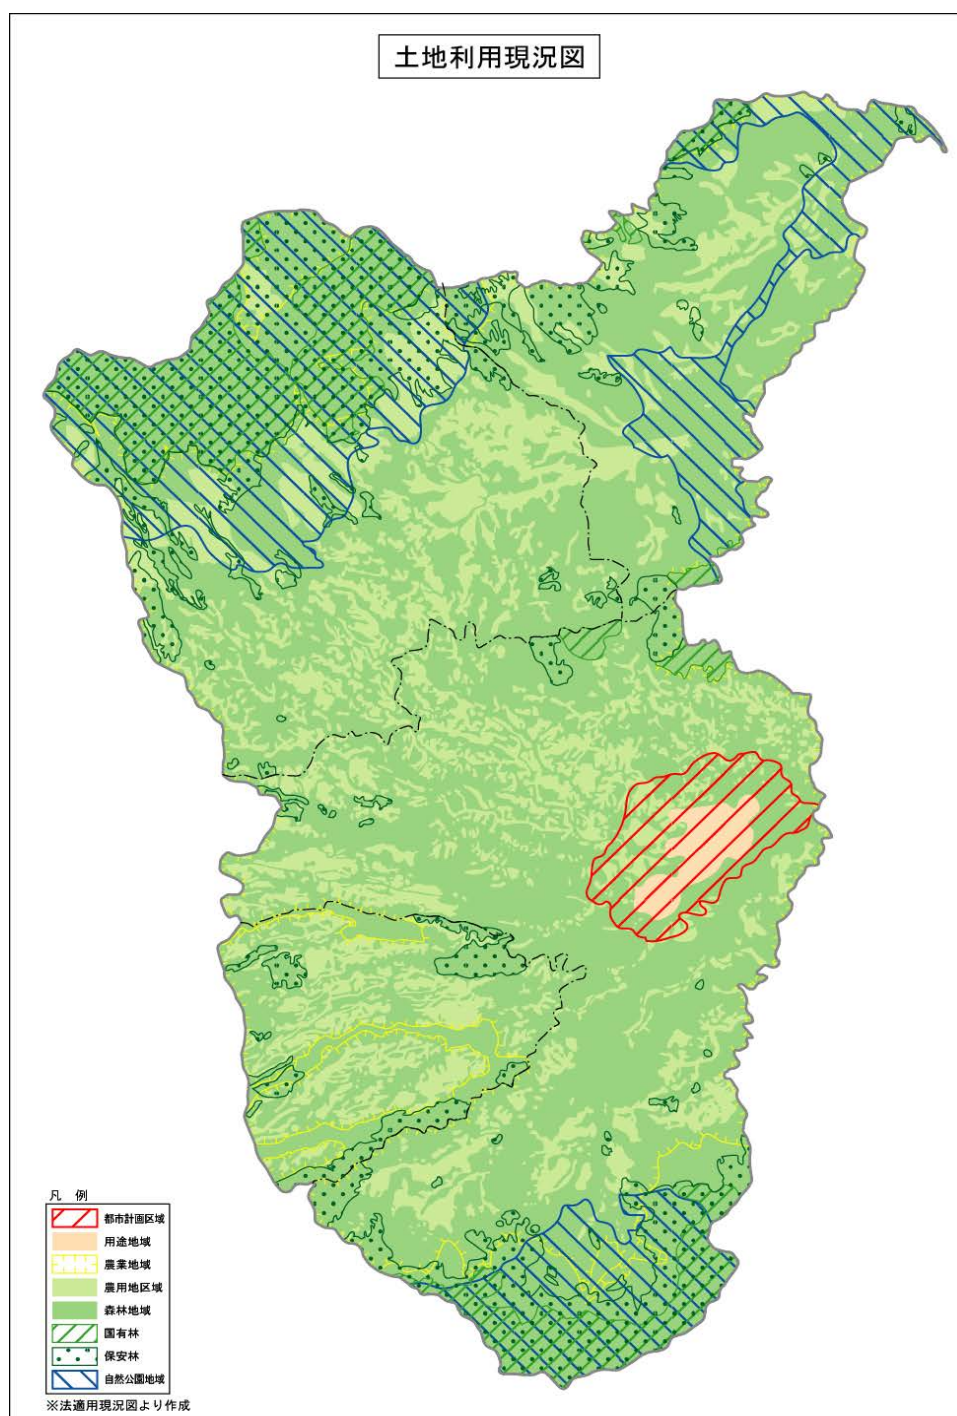 土地利用現況図
凡 例
都市計画区域
用途地域
農業地域
農用地区域
森林地域
国有林
保安林
自然公園地域
※法適用現況図より作成